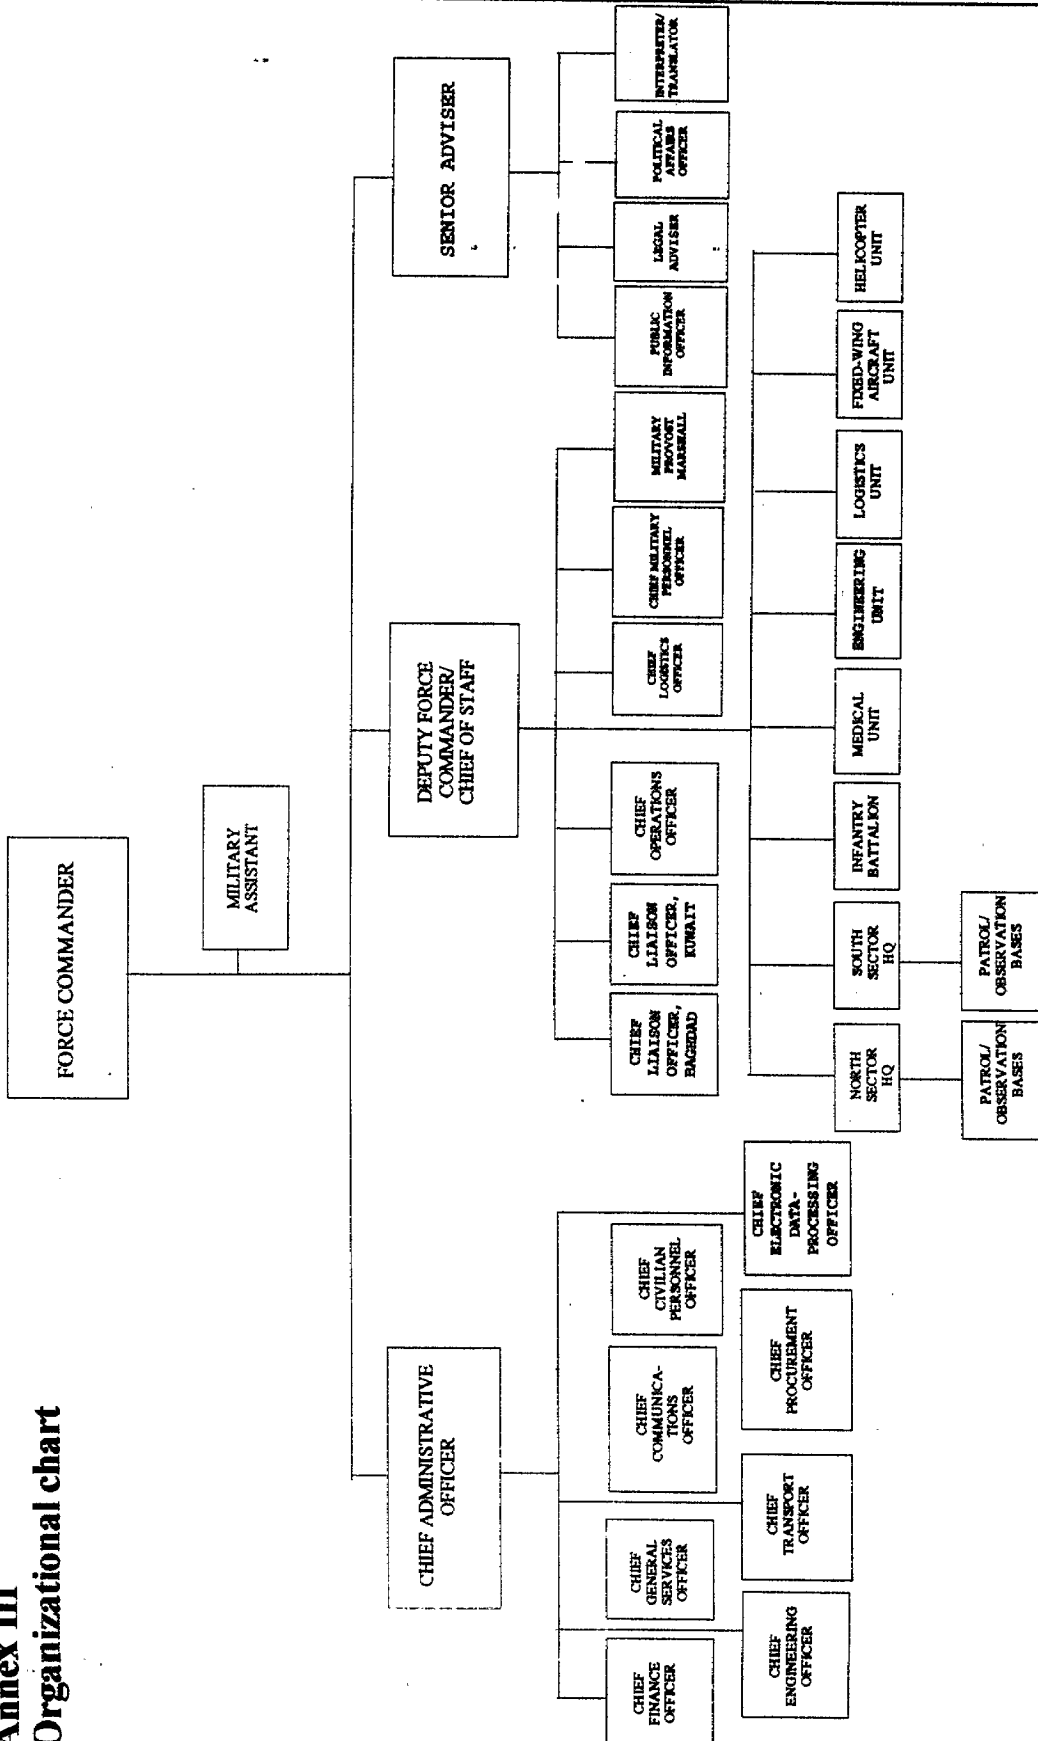 Annex III
Organizational chart
FORCE COMMANDER
MILITARY
ASSISTANT
CHIEF ADMINISTRATIVE
OFFICER
DEPUTY FORCE
COMMANDER/
CHIEF OF STAFF
SENIOR ADVISER
CHIEF
FINANCE
OFFICER
CHIEF
GENERAL
SERVICES
OFFICER
CHIEF
COMMUNICA-
TIONS
OFFICER
CHIEF
CIVILIAN
PERSONNEL
OFFICER
CHIEF
LIAISON
OFFICER,
BAGHDAD
CHIEF
LIAISON
OFFICER,
KUWAIT
CHIEF
OPERATIONS
OFFICER
CHIEF
LOGISTICS
OFFICER
CHIEF MILITARY
PERSONNEL
OFFICER
MILITARY
PROVOST
MARSHALL
PUBLIC
INFORMATION
OFFICER
LEGAL
ADVISER
POLITICAL
AFFAIRS
OFFICER
INTERPRETER/
TRANSLATOR
CHIEF
ENGINEERING
OFFICER
CHIEF
TRANSPORT
OFFICER
CHIEF
PROCUREMENT
OFFICER
CHIEF
ELECTRONIC
DATA-
PROCESSING
OFFICER
NORTH
SECTOR
HQ
SOUTH
SECTOR
HQ
INFANTRY
BATTALION
MEDICAL
UNIT
ENGINEERING
UNIT
LOGISTICS
UNIT
FIXED-WING
AIRCRAFT
UNIT
HELICOPTER
UNIT
PATROL/
OBSERVATION
BASES
PATROL/
OBSERVATION
BASES